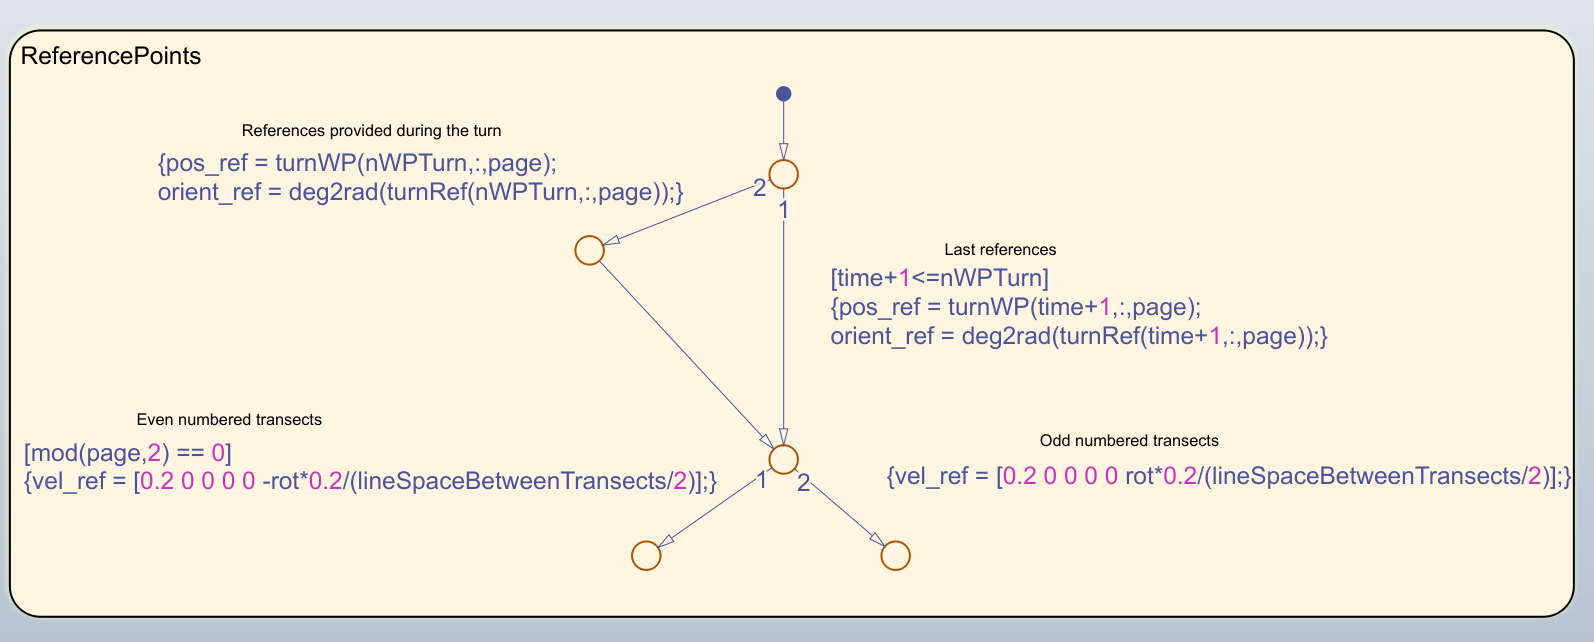 ReferencePoints
References provided during the turn
{pos_ref = turnWP(nWPTurn,:,page);
orient_ref = deg2rad(turnRef(nWPTurn,:,page));}
2
1
Last references
[time+1<=nWPTurn]
{pos_ref = turnWP(time+1,:,page);
orient_ref = deg2rad(turnRef(time+1,:,page));}
Even numbered transects
[mod(page,2) == 0]
{vel_ref = [0.2 0 0 0 0 -rot*0.2/(lineSpaceBetweenTransects/2)];}
1
2
Odd numbered transects
{vel_ref = [0.2 0 0 0 0 rot*0.2/(lineSpaceBetweenTransects/2)];}